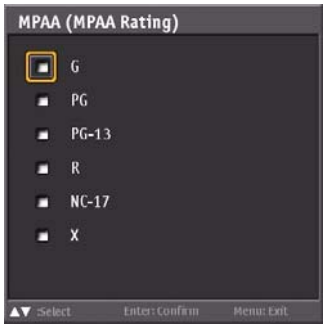 MPAA (MPAA Rating)
G
PG
PG-13
R
NC-17
X
▲▼ :Select Enter: Confirm Menu: Exit